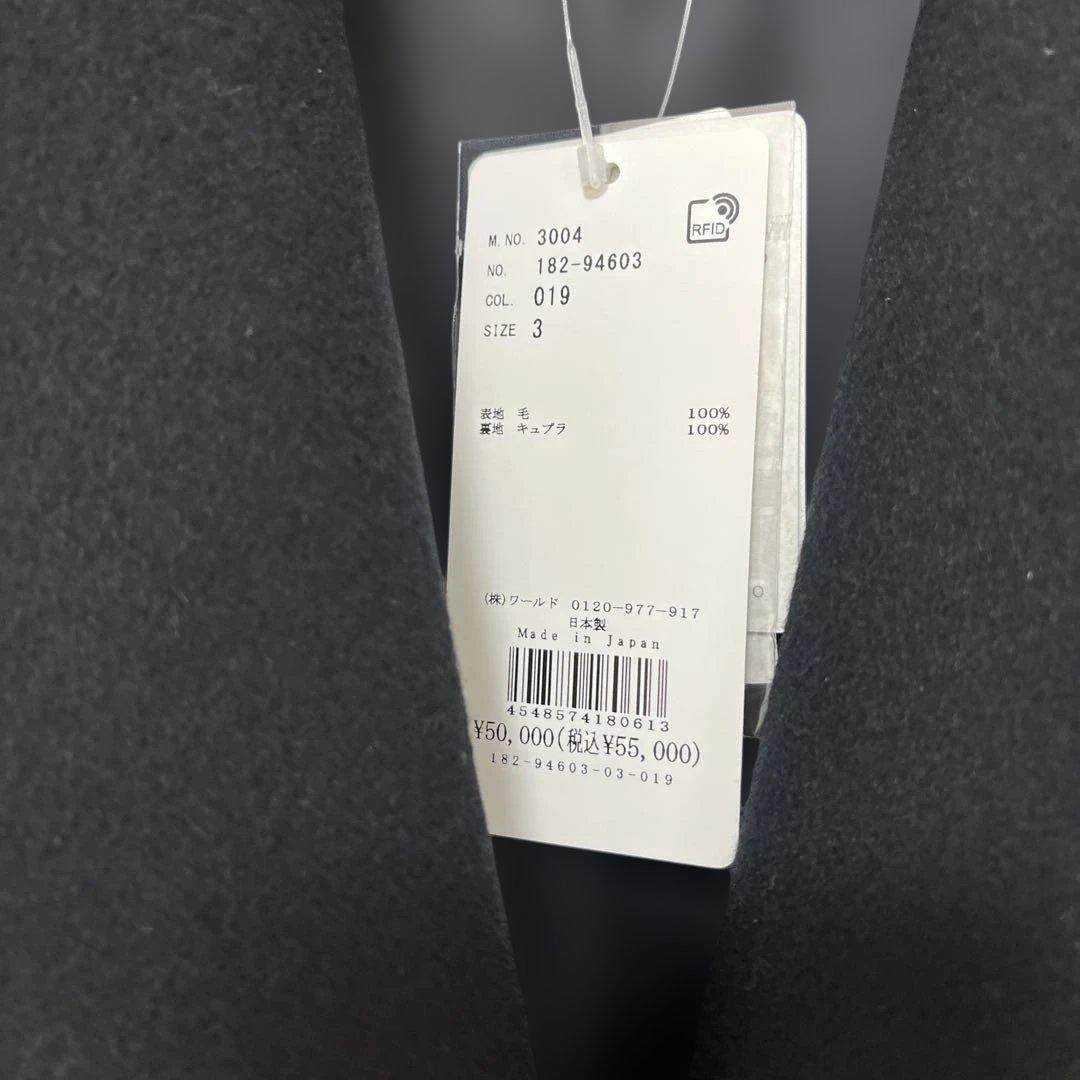 RFID
M.NO. 3004
NO. 182-94603
COL. 019
SIZE 3
表地 毛 100%
裏地 キュプラ 100%
(株)ワールド 0120-977-917
日本製
Made in Japan
4548574180613
¥50,000(税込¥55,000)
182-94603-03-019